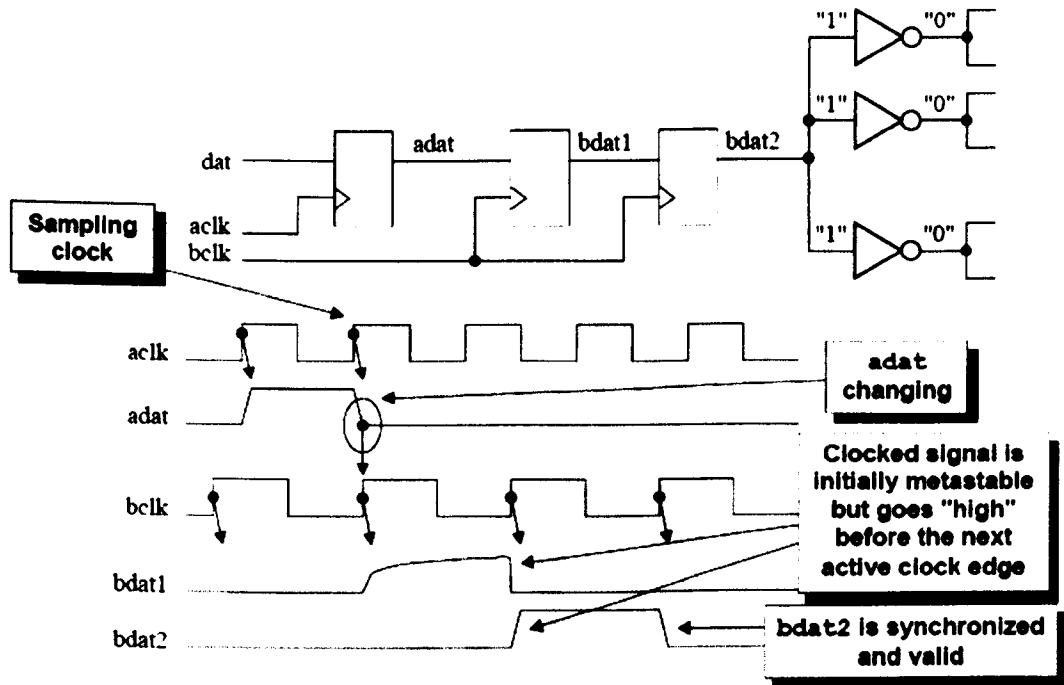 "1"
"0"
"1"
"0"
dat
adat
bdat1
bdat2
"1"
"0"
aclk
bclk
Sampling
clock
aclk
adat
changing
adat
Clocked signal is
initially metastable
but goes "high"
before the next
active clock edge
bclk
bdat1
bdat2
bdat2 is synchronized
and valid